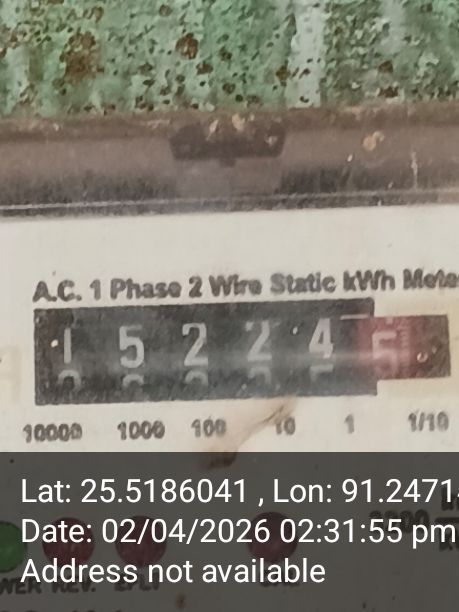 A.C. 1 Phase 2 Wire Static kWh Mete
1 5 2 2 4 5
10000 1000 100 10 1 1/10
Lat: 25.5186041 , Lon: 91.2471
Date: 02/04/2026 02:31:55 pm
Address not available